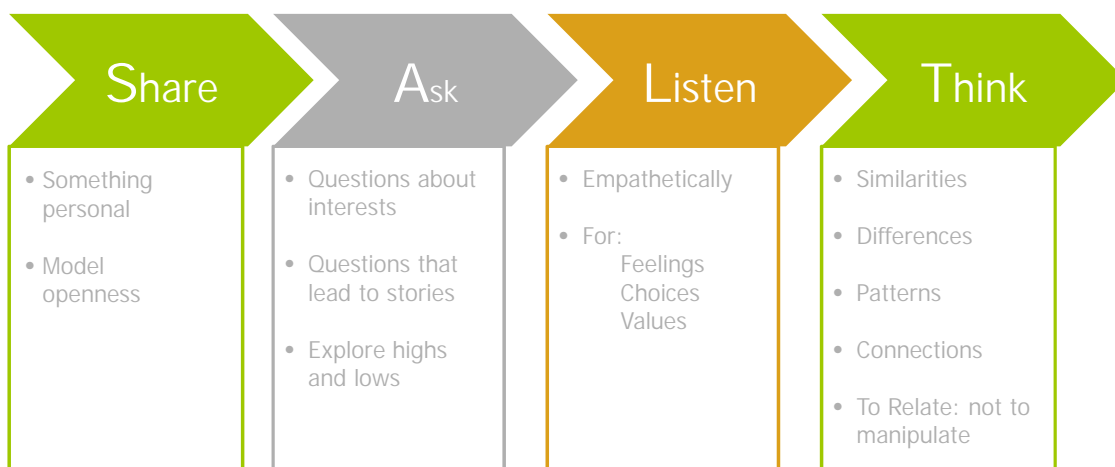 Share
• Something
personal
• Model
openness
Ask
• Questions about
interests
• Questions that
lead to stories
• Explore highs
and lows
Listen
• Empathetically
• For:
Feelings
Choices
Values
Think
• Similarities
• Differences
• Patterns
• Connections
• To Relate: not to
manipulate